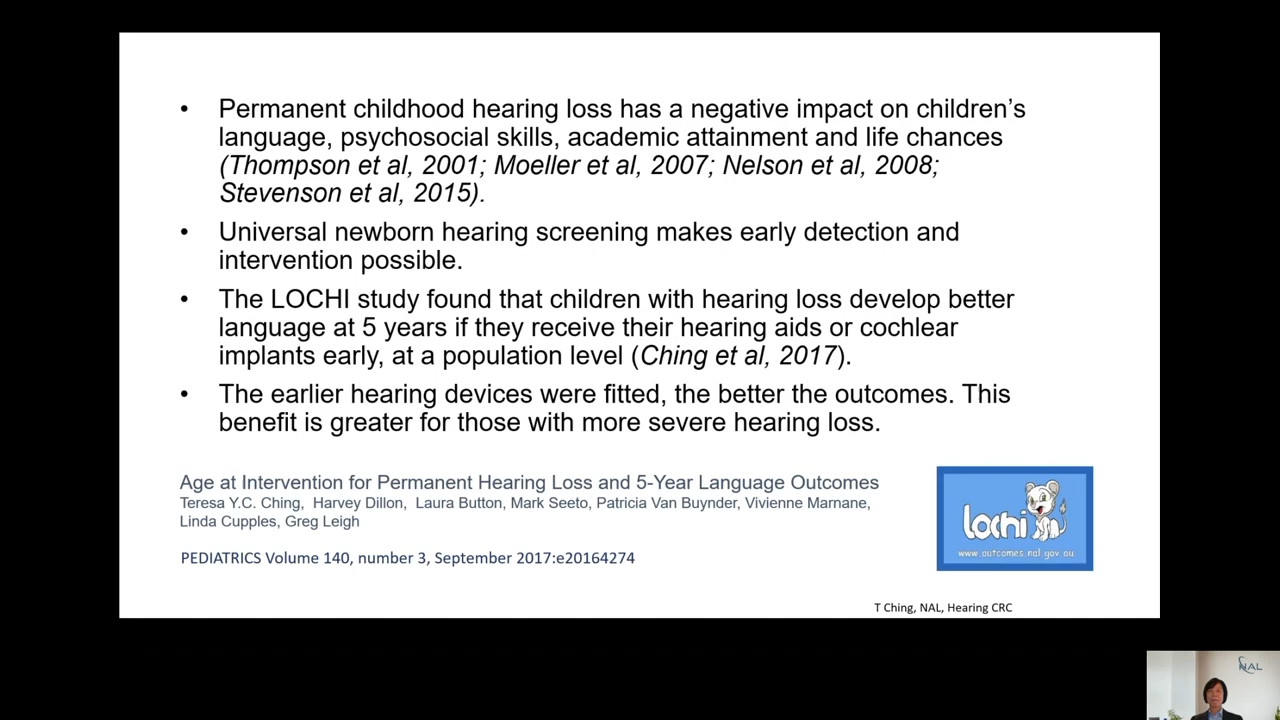 • Permanent childhood hearing loss has a negative impact on children’s
language, psychosocial skills, academic attainment and life chances
(Thompson et al, 2001; Moeller et al, 2007; Nelson et al, 2008;
Stevenson et al, 2015).
• Universal newborn hearing screening makes early detection and
intervention possible.
• The LOCHI study found that children with hearing loss develop better
language at 5 years if they receive their hearing aids or cochlear
implants early, at a population level (Ching et al, 2017).
• The earlier hearing devices were fitted, the better the outcomes. This
benefit is greater for those with more severe hearing loss.
Age at Intervention for Permanent Hearing Loss and 5-Year Language Outcomes
Teresa Y.C. Ching, Harvey Dillon, Laura Button, Mark Seeto, Patricia Van Buynder, Vivienne Marnane,
Linda Cupples, Greg Leigh
PEDIATRICS Volume 140, number 3, September 2017:e20164274
lochi
www.outcomes.nal.gov.au
T Ching, NAL, Hearing CRC
NAL